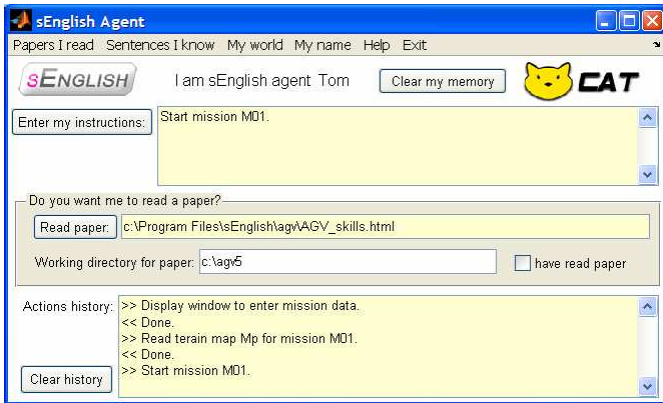 sEnglish Agent
Papers I read Sentences I know My world My name Help Exit
sENGLISH I am sEnglish agent Tom Clear my memory CAT
Enter my instructions: Start mission M01.
Do you want me to read a paper?
Read paper: c:\Program Files\sEnglish\agv\AGV_skills.html
Working directory for paper: c:\agv5 have read paper
Actions history: >> Display window to enter mission data.
<< Done.
>> Read terain map Mp for mission M01.
<< Done.
Clear history >> Start mission M01.